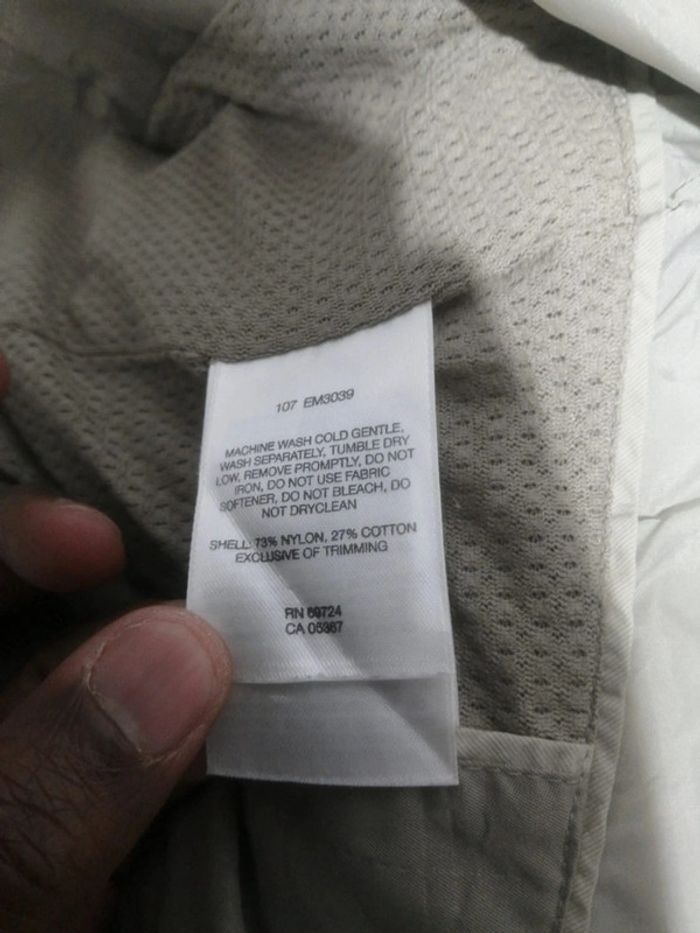 107 EM3039
MACHINE WASH COLD GENTLE,
WASH SEPARATELY, TUMBLE DRY
LOW, REMOVE PROMPTLY, DO NOT
IRON, DO NOT USE FABRIC
SOFTENER, DO NOT BLEACH, DO
NOT DRYCLEAN
SHELL: 73% NYLON, 27% COTTON
EXCLUSIVE OF TRIMMING
RN 69724
CA 05367